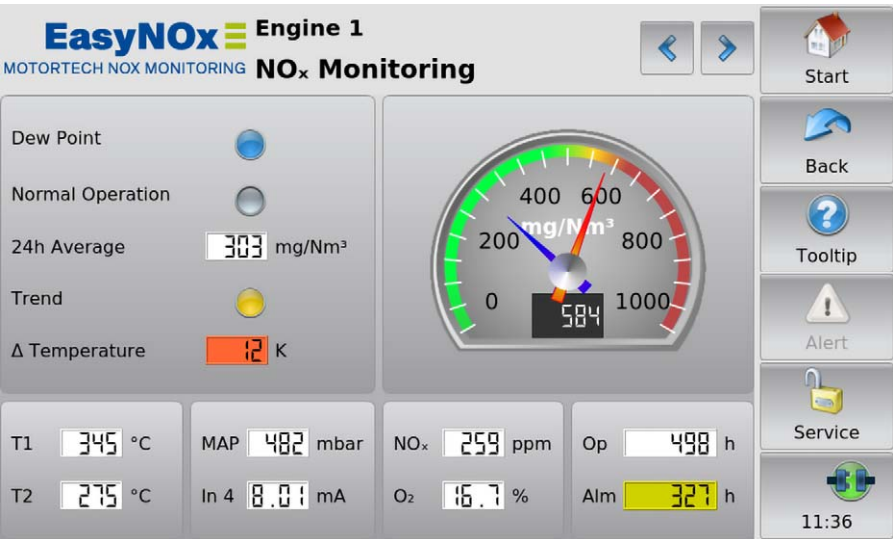 EasyNOx
MOTORTECH NOX MONITORING
Engine 1
NOₓ Monitoring
Start
Dew Point
Normal Operation
24h Average 303 mg/Nm³
Trend
Δ Temperature 12 K
0
200
400
600
800
1000
mg/Nm³
584
Back
Tooltip
Alert
T1 345 °C
T2 275 °C
MAP 482 mbar
In 4 8.01 mA
NOₓ 259 ppm
O₂ 16.7 %
Op 498 h
Alm 327 h
Service
11:36